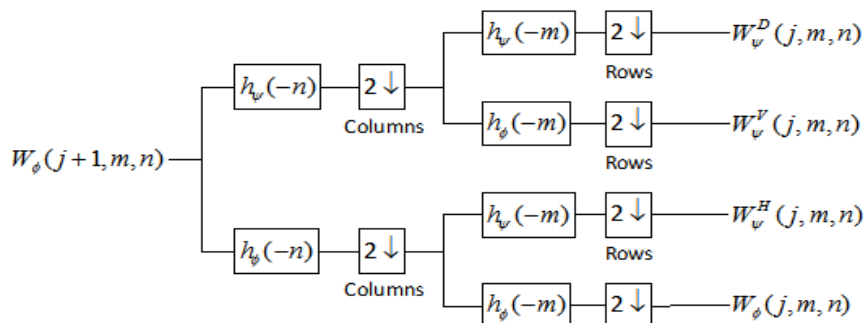 h_ψ(-m) 2↓ W_ψ^D(j,m,n)
Rows
h_ψ(-n) 2↓
Columns
h_ϕ(-m) 2↓ W_ψ^V(j,m,n)
Rows
W_ϕ(j+1,m,n)
h_ψ(-m) 2↓ W_ψ^H(j,m,n)
Rows
h_ϕ(-n) 2↓
Columns
h_ϕ(-m) 2↓ W_ϕ(j,m,n)